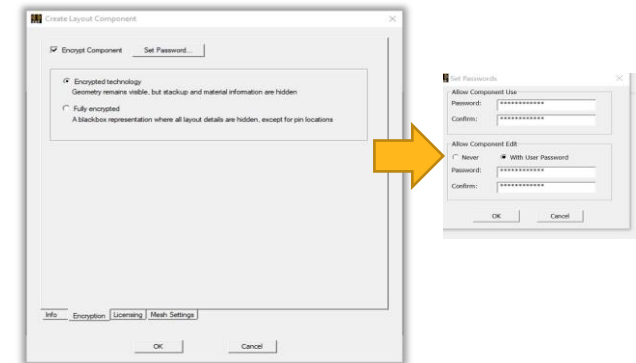 Create Layout Component
Encrypt Component
Set Password...
Encrypted technology
Geometry remains visible, but stackup and material information are hidden
Fully encrypted
A blackbox representation where all layout details are hidden, except for pin locations
Info
Encryption
Licensing
Mesh Settings
OK
Cancel
Set Passwords
Allow Component Use
Password: ************
Confirm: ************
Allow Component Edit
Never
With User Password
Password: ************
Confirm: ************
OK
Cancel